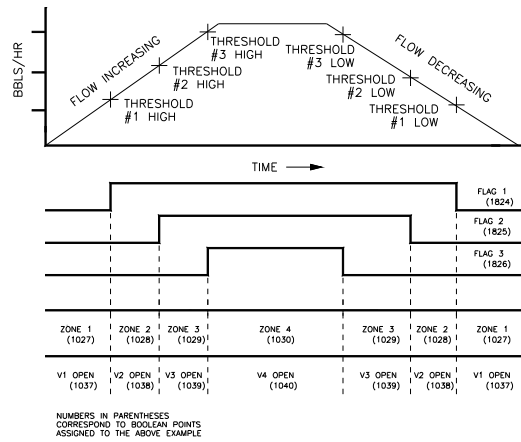 BBLS/HR
FLOW INCREASING
THRESHOLD
#3 HIGH
THRESHOLD
#2 HIGH
THRESHOLD
#1 HIGH
THRESHOLD
#3 LOW
THRESHOLD
#2 LOW
THRESHOLD
#1 LOW
FLOW DECREASING
TIME
FLAG 1
(1824)
FLAG 2
(1825)
FLAG 3
(1826)
ZONE 1 ZONE 2 ZONE 3 ZONE 4 ZONE 3 ZONE 2 ZONE 1
(1027) (1028) (1029) (1030) (1029) (1028) (1027)
V1 OPEN V2 OPEN V3 OPEN V4 OPEN V3 OPEN V2 OPEN V1 OPEN
(1037) (1038) (1039) (1040) (1039) (1038) (1037)
NUMBERS IN PARENTHESES
CORRESPOND TO BOOLEAN POINTS
ASSIGNED TO THE ABOVE EXAMPLE